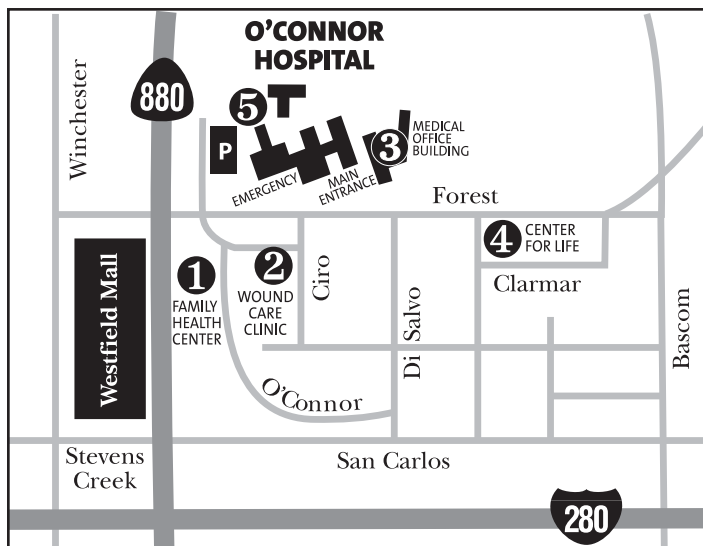 O'CONNOR
HOSPITAL
Winchester
880
5
P
EMERGENCY
MAIN
ENTRANCE
3
MEDICAL
OFFICE
BUILDING
Forest
Westfield Mall
1
FAMILY
HEALTH
CENTER
2
WOUND
CARE
CLINIC
Ciro
Di Salvo
4
CENTER
FOR LIFE
Clarmar
Bascom
O'Connor
Stevens
Creek
San Carlos
280